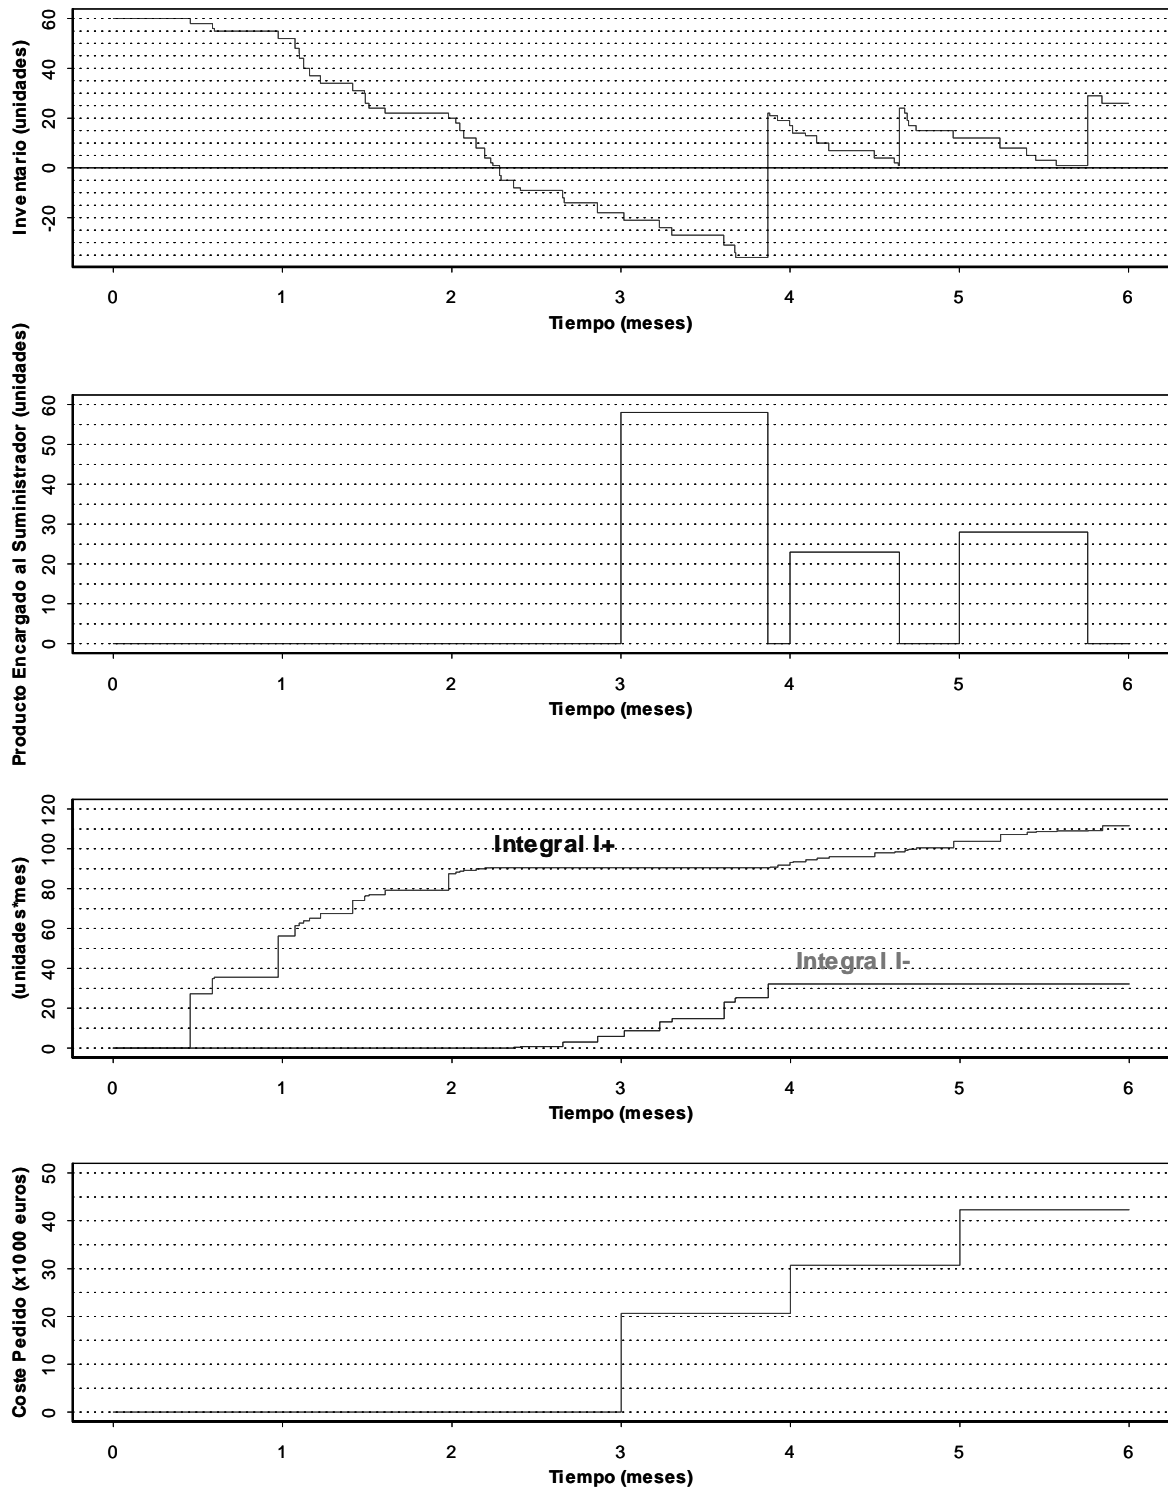 Inventario (unidades)
60
40
20
0
-20
0 1 2 3 4 5 6
Tiempo (meses)
Producto Encargado al Suministrador (unidades)
60
50
40
30
20
10
0
0 1 2 3 4 5 6
Tiempo (meses)
(unidades*mes)
120
100
80
60
40
20
0
Integral I+
Integral I-
0 1 2 3 4 5 6
Tiempo (meses)
Coste Pedido (x1000 euros)
50
40
30
20
10
0
0 1 2 3 4 5 6
Tiempo (meses)